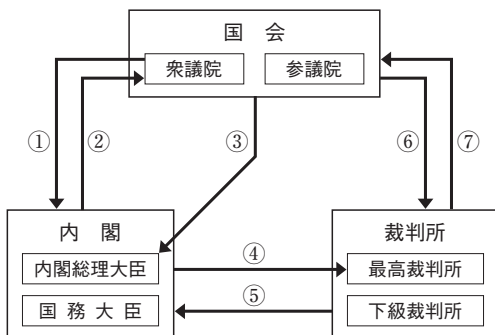 国会
衆議院 参議院
① ② ③ ⑥ ⑦
内閣 裁判所
内閣総理大臣 ④ 最高裁判所
国務大臣 ⑤ 下級裁判所